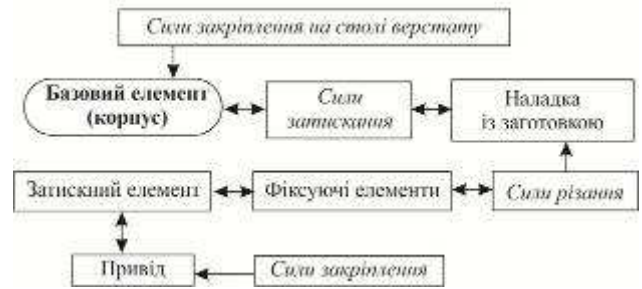 Сили закріплення на столі верстату
Базовий елемент
(корпус)
Сили
затискання
Наладка
із заготовкою
Затискний елемент
Фіксуючі елементи
Сили різання
Привід
Сили закріплення